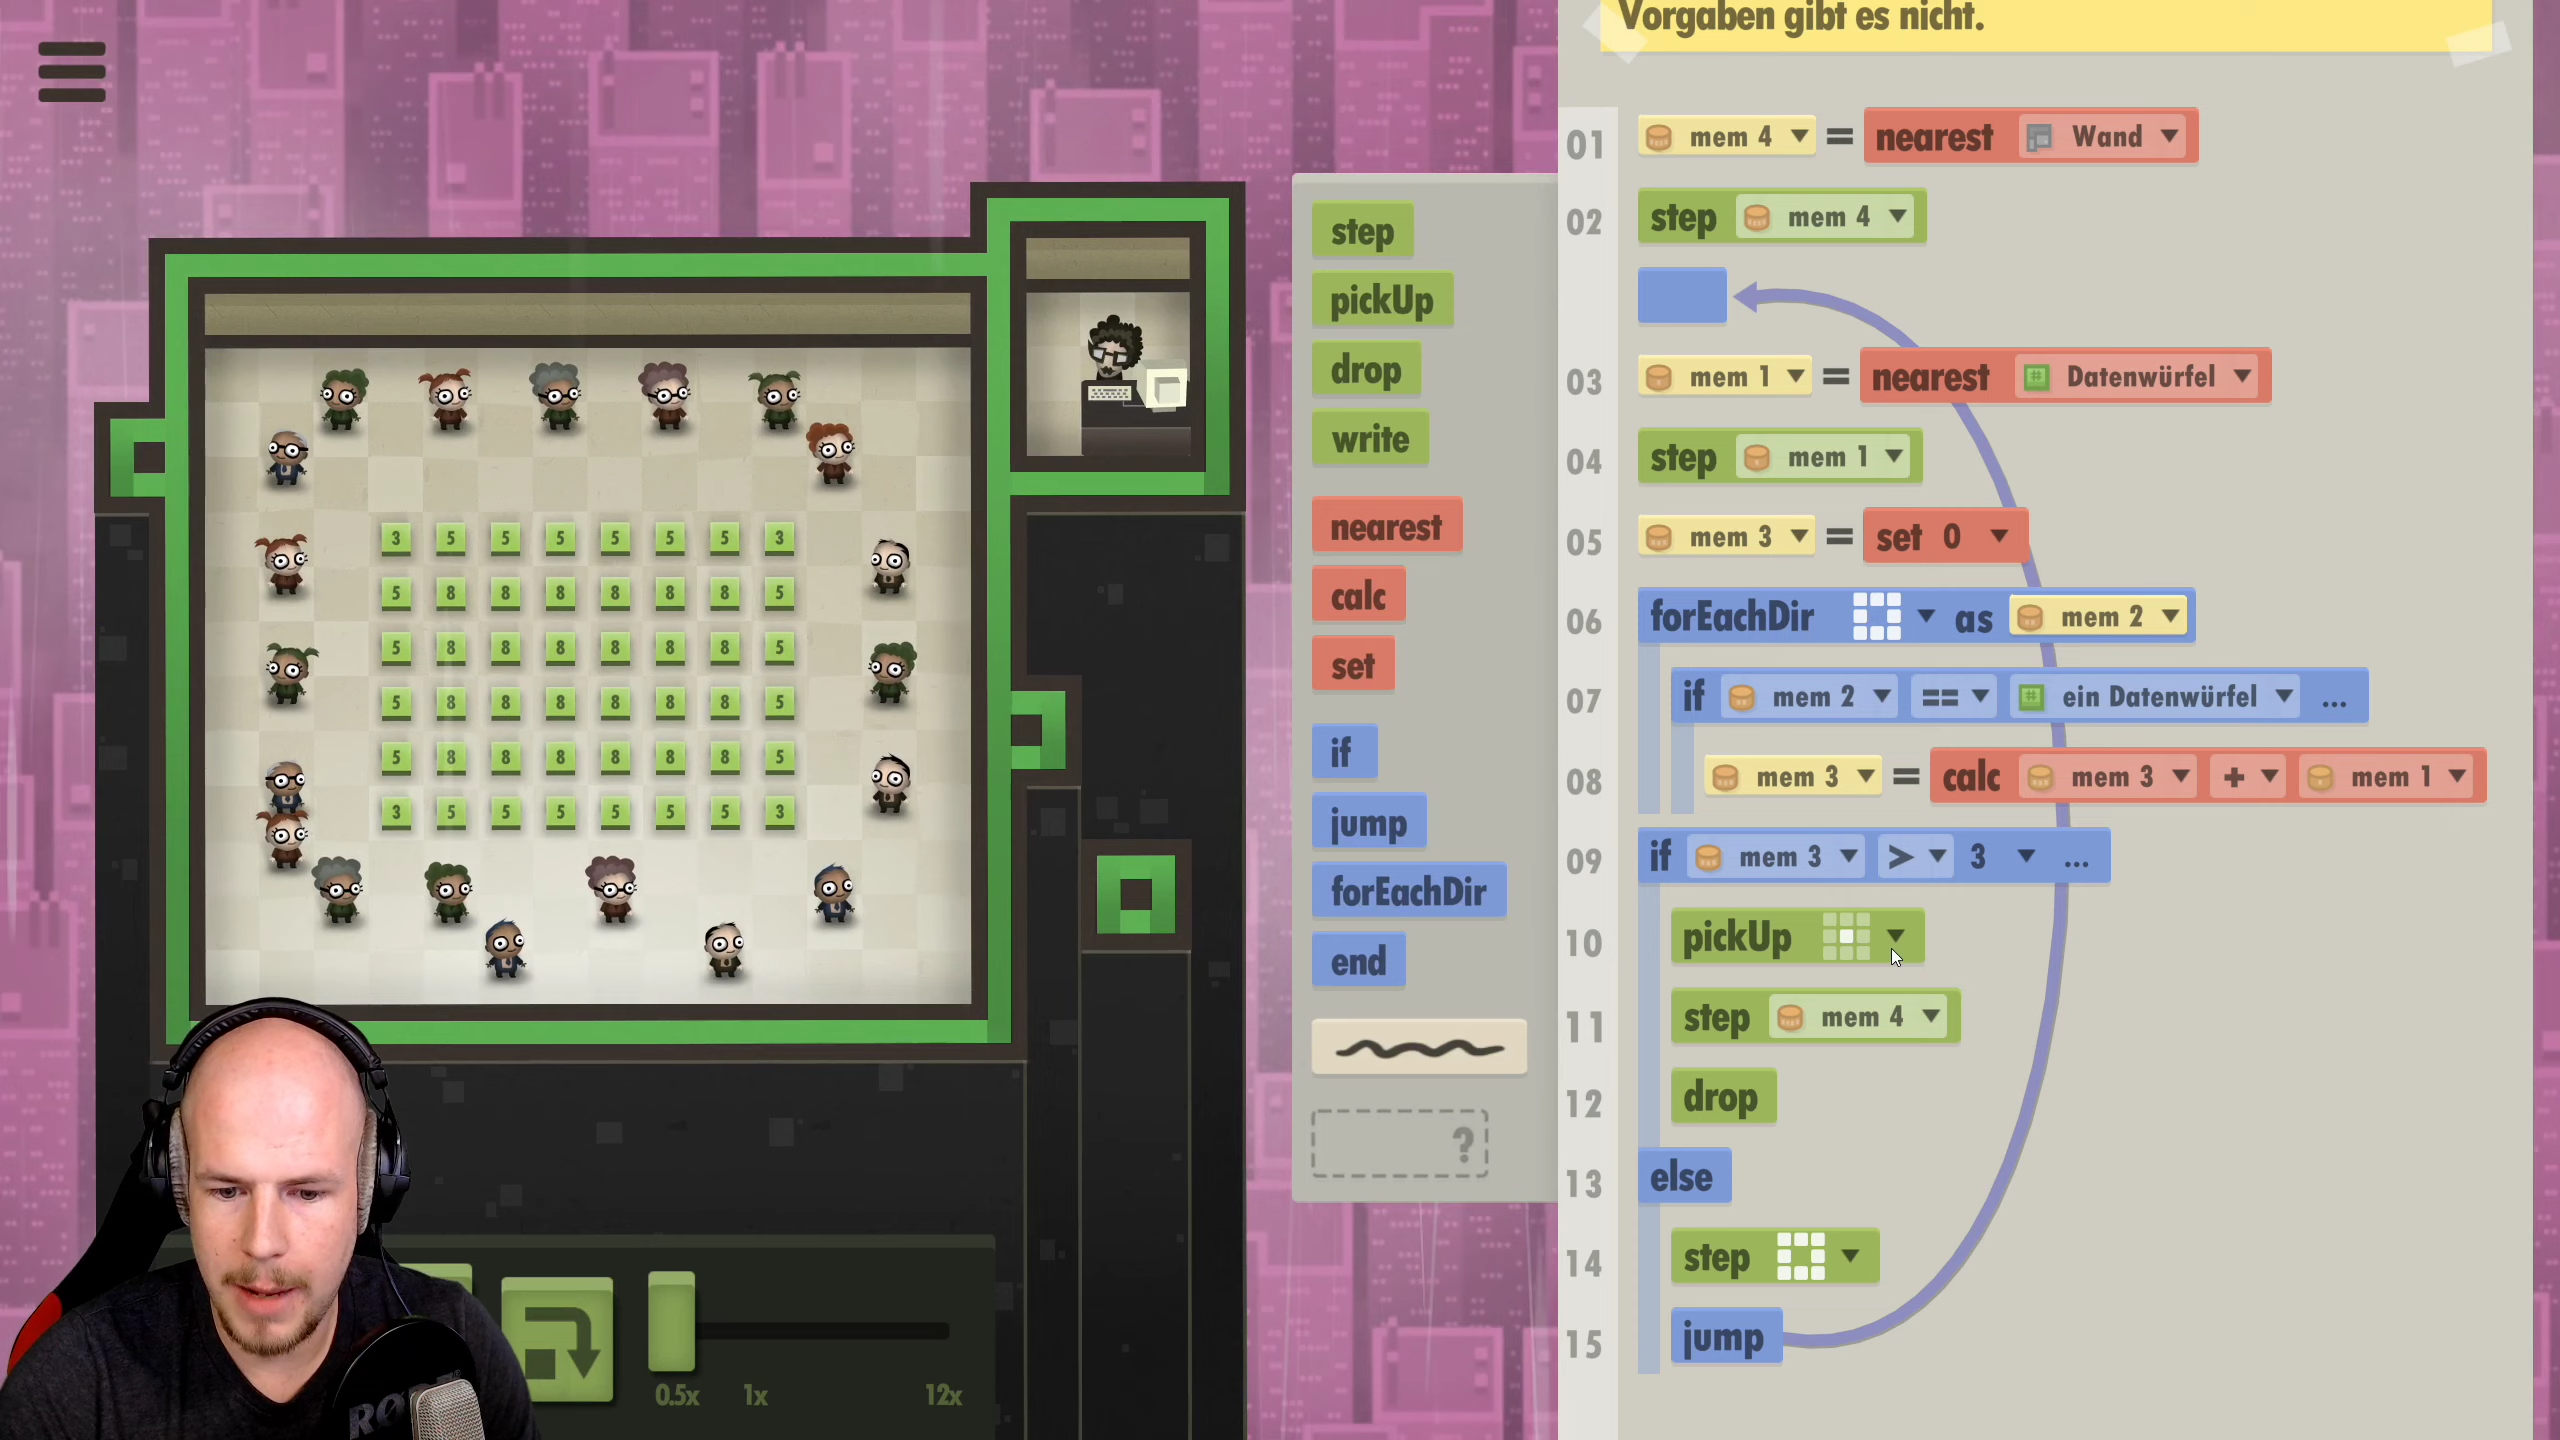 Vorgaben gibt es nicht.
step
pickUp
drop
write
nearest
calc
set
if
jump
forEachDir
end
?
01 mem 4 = nearest Wand
02 step mem 4
03 mem 1 = nearest Datenwürfel
04 step mem 1
05 mem 3 = set 0
06 forEachDir as mem 2
07 if mem 2 == ein Datenwürfel ...
08 mem 3 = calc mem 3 + mem 1
09 if mem 3 > 3 ...
10 pickUp
11 step mem 4
12 drop
13 else
14 step
15 jump
3 5 5 5 5 5 5 3
5 8 8 8 8 8 8 5
5 8 8 8 8 8 8 5
5 8 8 8 8 8 8 5
5 8 8 8 8 8 8 5
3 5 5 5 5 5 5 3
0.5x 1x 12x